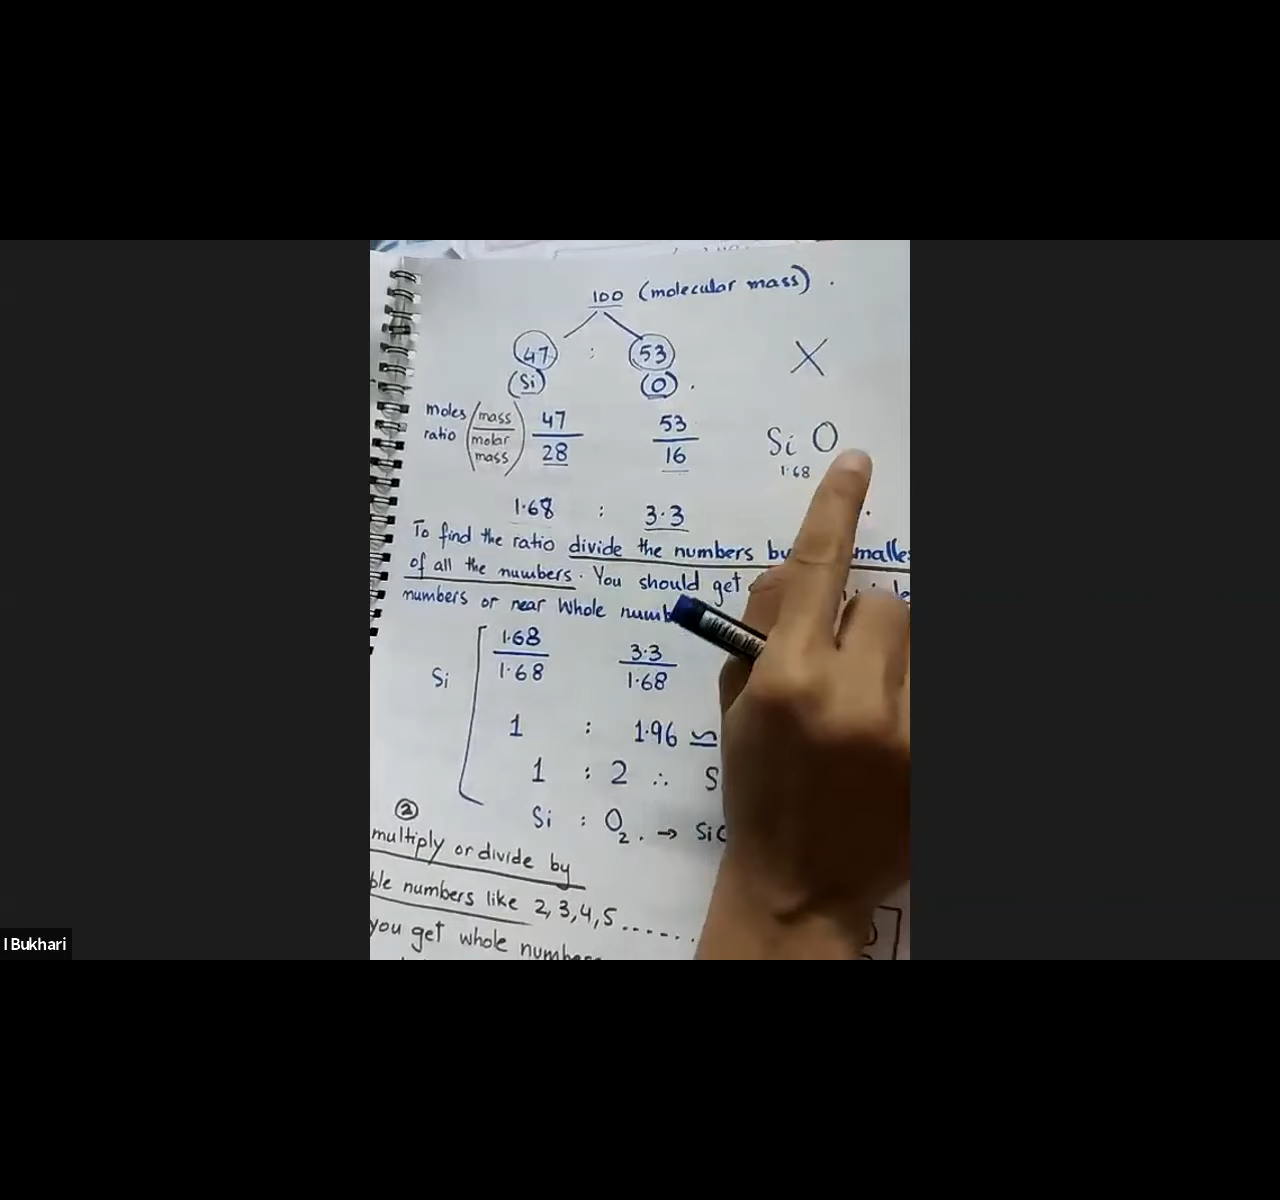 100 (molecular mass) .
47 : 53
(Si) (O) .
X
moles ratio (mass / molar mass) 47/28 53/16
Si O
1.68
1.68 : 3.3
To find the ratio divide the numbers by
of all the numbers. You should get
numbers or near Whole
Si 1.68/1.68 3.3/1.68
1 : 1.96 ≃
1 : 2 ∴ S
Si : O2 . →
②
multiply or divide by
numbers like 2, 3, 4, 5 ......
you get whole numbers
I Bukhari